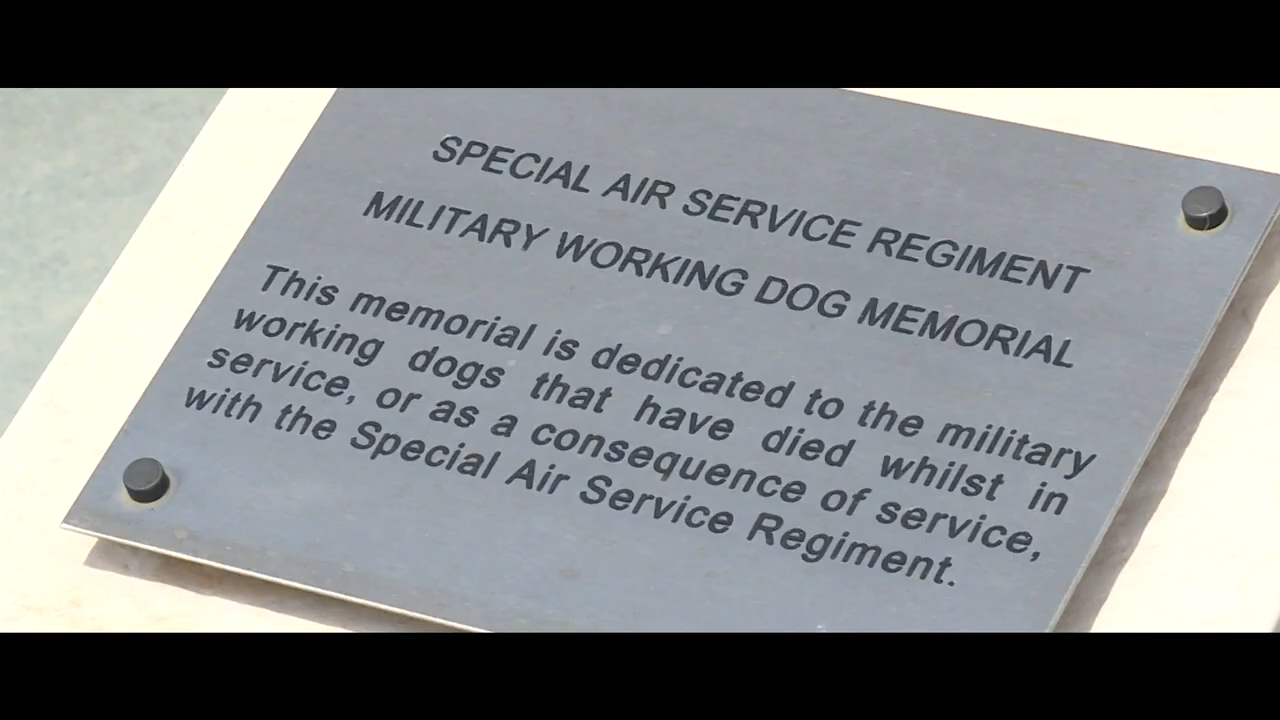 SPECIAL AIR SERVICE REGIMENT
MILITARY WORKING DOG MEMORIAL
This memorial is dedicated to the military
working dogs that have died whilst in
service, or as a consequence of service,
with the Special Air Service Regiment.